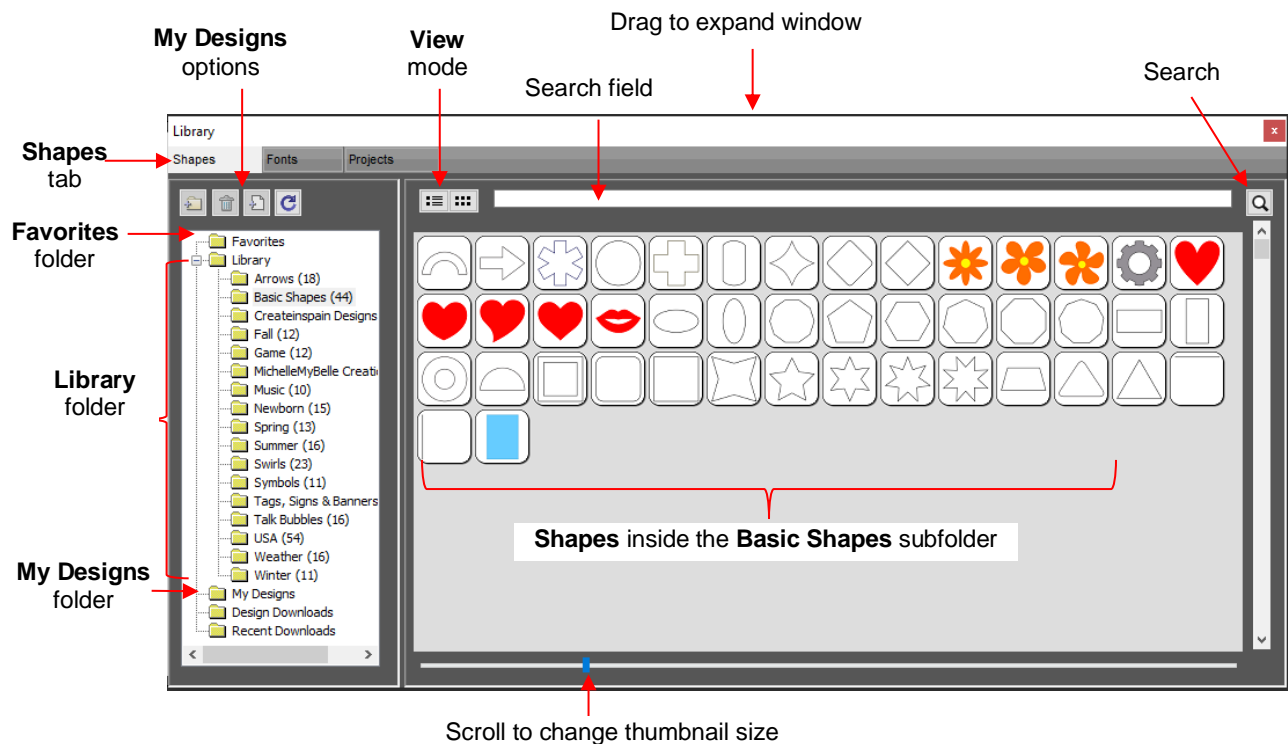 Drag to expand window
My Designs
options
View
mode
Search field
Search
Library
x
Shapes
tab
Shapes
Fonts
Projects
Favorites
folder
Favorites
Library
Arrows (18)
Basic Shapes (44)
Createinspain Designs
Fall (12)
Game (12)
MichelleMyBelle Creati
Music (10)
Newborn (15)
Spring (13)
Summer (16)
Swirls (23)
Symbols (11)
Tags, Signs & Banners
Talk Bubbles (16)
USA (54)
Weather (16)
Winter (11)
My Designs
Design Downloads
Recent Downloads
Library
folder
My Designs
folder
Shapes inside the Basic Shapes subfolder
Scroll to change thumbnail size